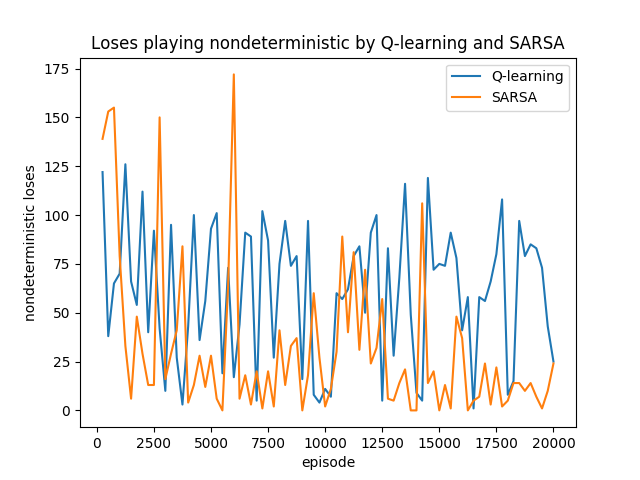 Loses playing nondeterministic by Q-learning and SARSA
Q-learning
SARSA
nondeterministic loses
175
150
125
100
75
50
25
0
0 2500 5000 7500 10000 12500 15000 17500 20000
episode